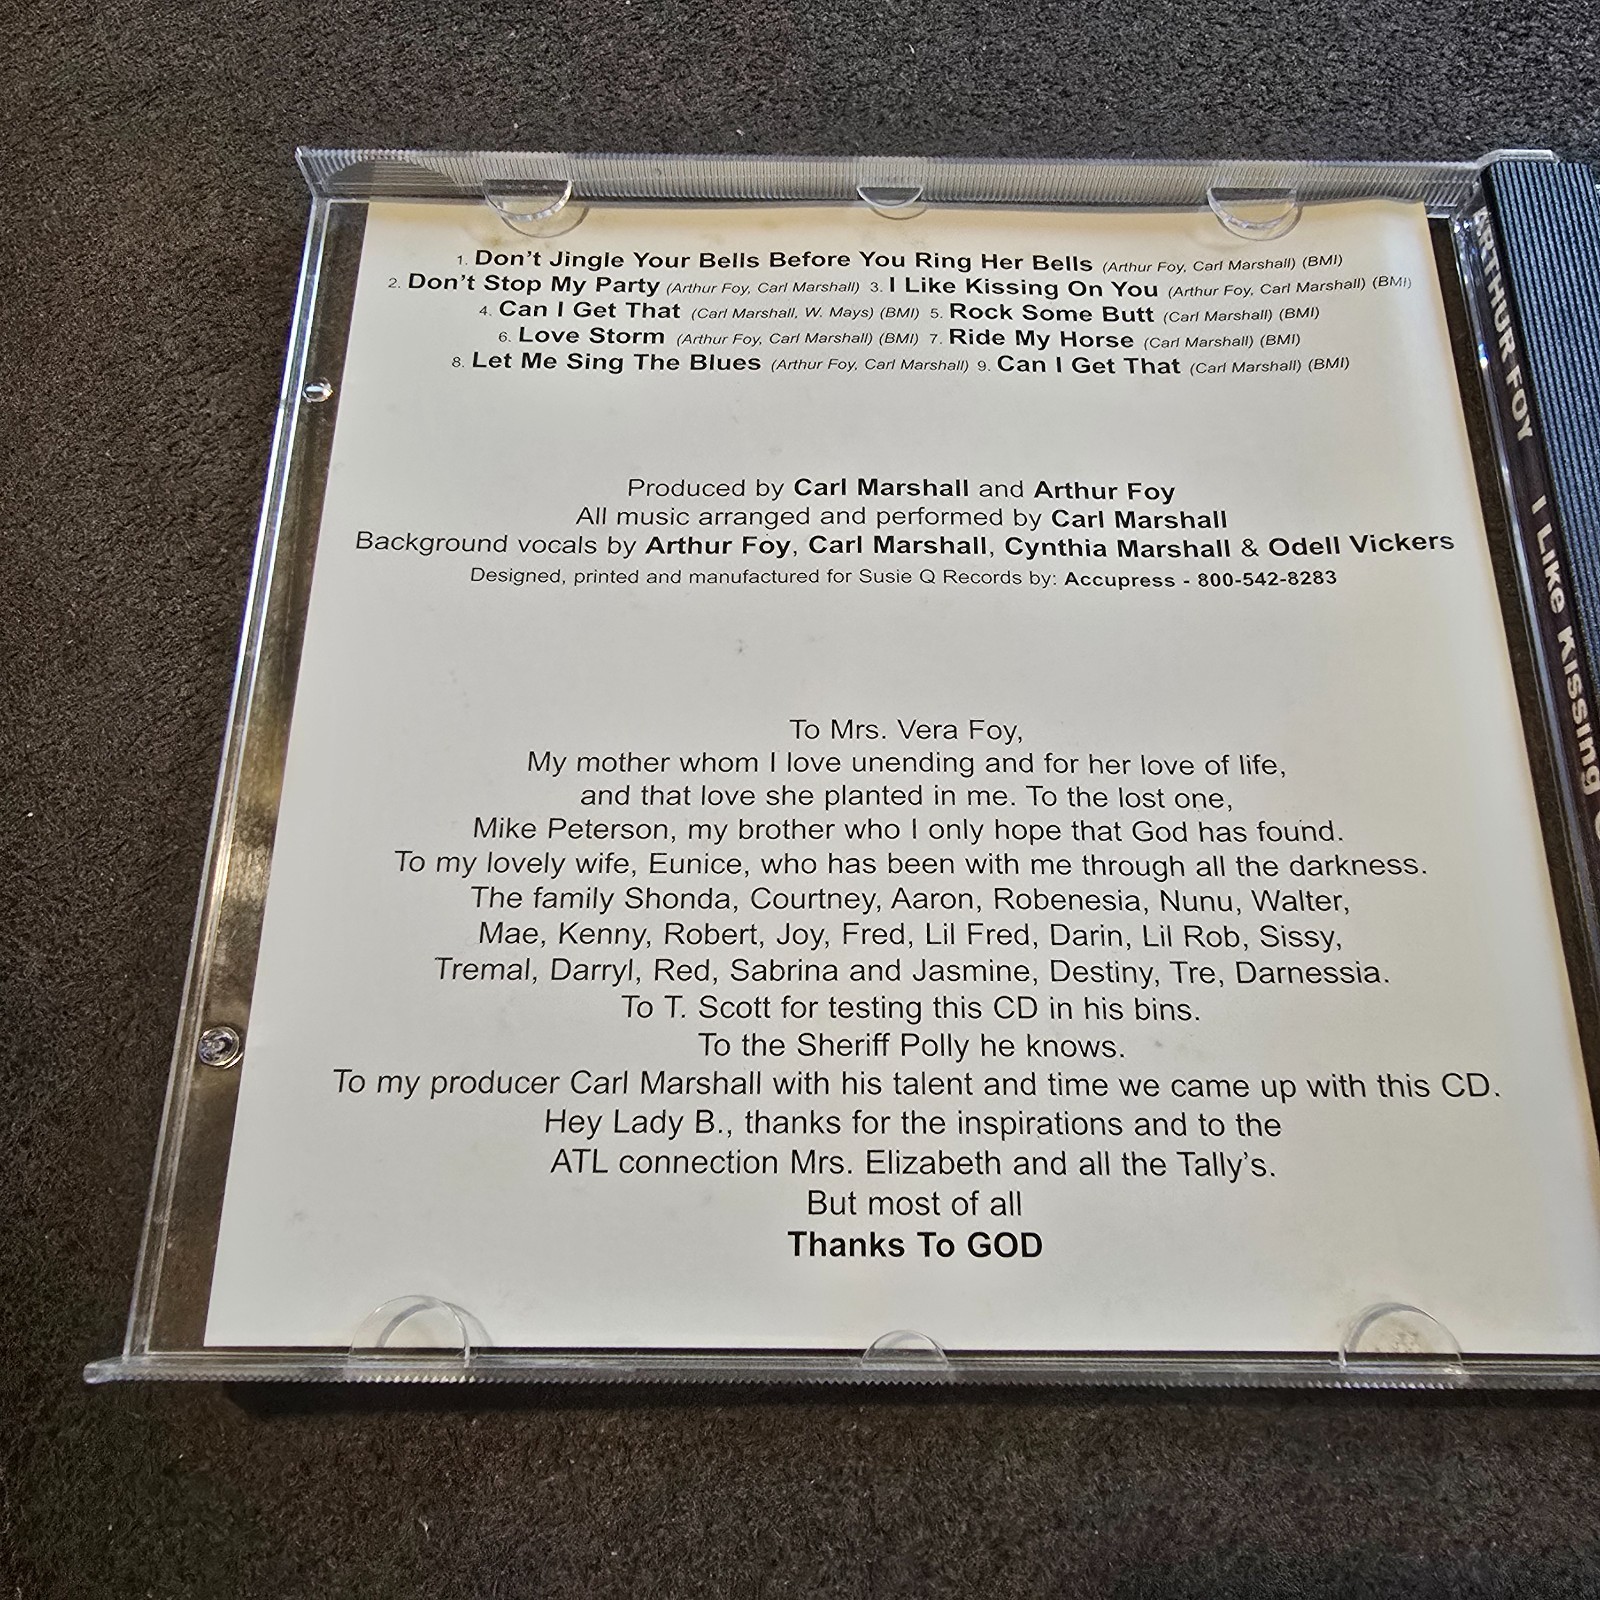 1. Don't Jingle Your Bells Before You Ring Her Bells (Arthur Foy, Carl Marshall) (BMI)
2. Don't Stop My Party (Arthur Foy, Carl Marshall) 3. I Like Kissing On You (Arthur Foy, Carl Marshall) (BMI)
4. Can I Get That (Carl Marshall, W. Mays) (BMI) 5. Rock Some Butt (Carl Marshall) (BMI)
6. Love Storm (Arthur Foy, Carl Marshall) (BMI) 7. Ride My Horse (Carl Marshall) (BMI)
8. Let Me Sing The Blues (Arthur Foy, Carl Marshall) 9. Can I Get That (Carl Marshall) (BMI)
Produced by Carl Marshall and Arthur Foy
All music arranged and performed by Carl Marshall
Background vocals by Arthur Foy, Carl Marshall, Cynthia Marshall & Odell Vickers
Designed, printed and manufactured for Susie Q Records by: Accupress - 800-542-8283
To Mrs. Vera Foy,
My mother whom I love unending and for her love of life,
and that love she planted in me. To the lost one,
Mike Peterson, my brother who I only hope that God has found.
To my lovely wife, Eunice, who has been with me through all the darkness.
The family Shonda, Courtney, Aaron, Robenesia, Nunu, Walter,
Mae, Kenny, Robert, Joy, Fred, Lil Fred, Darin, Lil Rob, Sissy,
Tremal, Darryl, Red, Sabrina and Jasmine, Destiny, Tre, Darnessia.
To T. Scott for testing this CD in his bins.
To the Sheriff Polly he knows.
To my producer Carl Marshall with his talent and time we came up with this CD.
Hey Lady B., thanks for the inspirations and to the
ATL connection Mrs. Elizabeth and all the Tally's.
But most of all
Thanks To GOD
ARTHUR FOY I Like Kissing